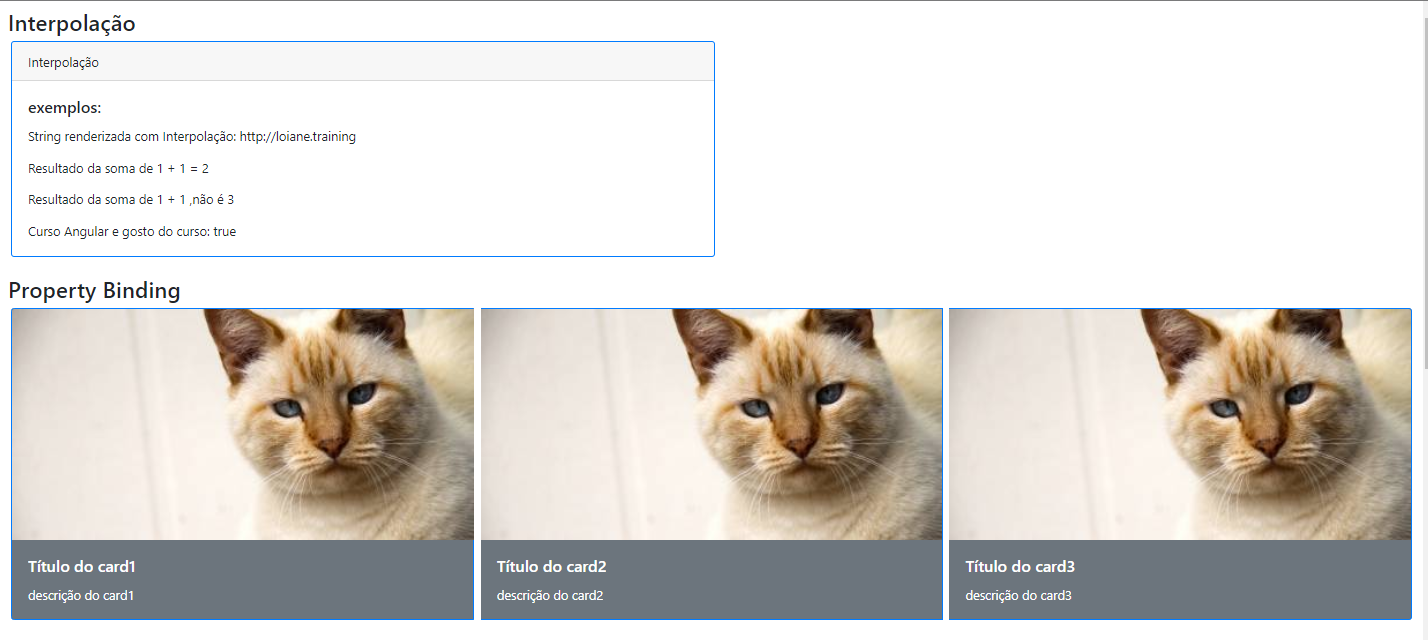 Interpolação
Interpolação
exemplos:
String renderizada com Interpolação: http://loiane.training
Resultado da soma de 1 + 1 = 2
Resultado da soma de 1 + 1 ,não é 3
Curso Angular e gosto do curso: true
Property Binding
Título do card1
descrição do card1
Título do card2
descrição do card2
Título do card3
descrição do card3